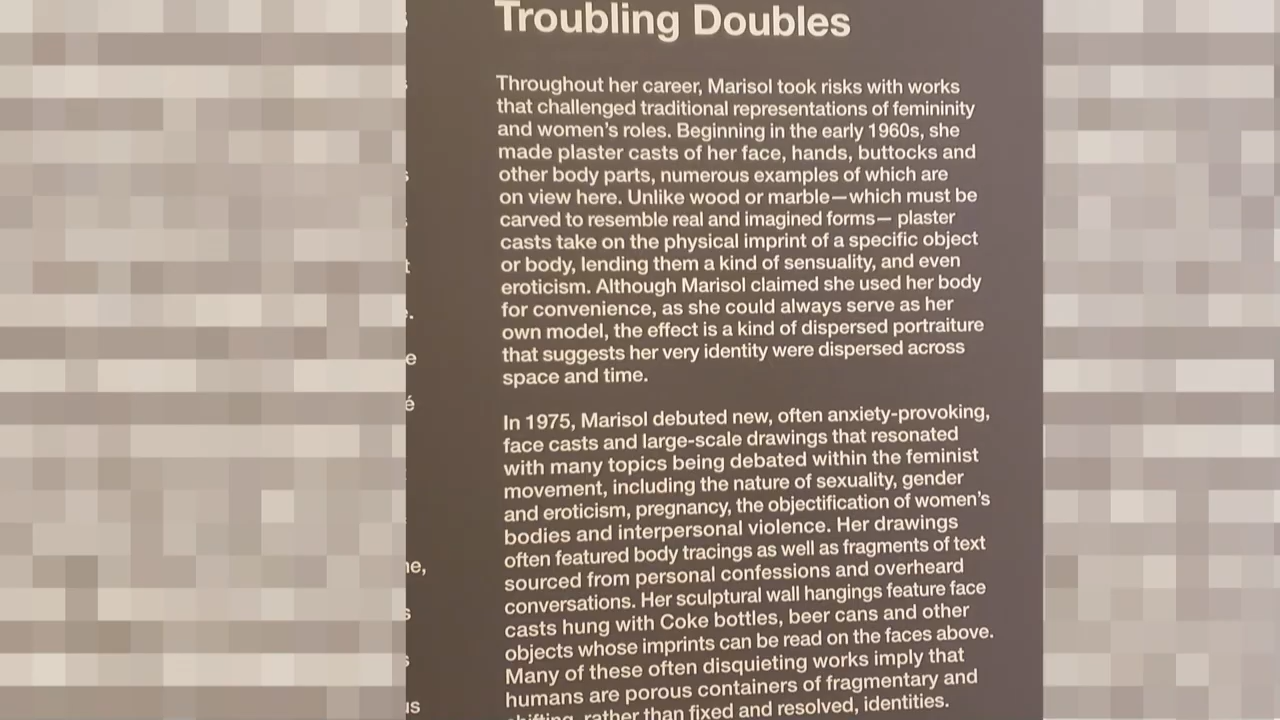 Troubling Doubles
Throughout her career, Marisol took risks with works
that challenged traditional representations of femininity
and women's roles. Beginning in the early 1960s, she
made plaster casts of her face, hands, buttocks and
other body parts, numerous examples of which are
on view here. Unlike wood or marble—which must be
carved to resemble real and imagined forms— plaster
casts take on the physical imprint of a specific object
or body, lending them a kind of sensuality, and even
eroticism. Although Marisol claimed she used her body
for convenience, as she could always serve as her
own model, the effect is a kind of dispersed portraiture
that suggests her very identity were dispersed across
space and time.
In 1975, Marisol debuted new, often anxiety-provoking,
face casts and large-scale drawings that resonated
with many topics being debated within the feminist
movement, including the nature of sexuality, gender
and eroticism, pregnancy, the objectification of women's
bodies and interpersonal violence. Her drawings
often featured body tracings as well as fragments of text
sourced from personal confessions and overheard
conversations. Her sculptural wall hangings feature face
casts hung with Coke bottles, beer cans and other
objects whose imprints can be read on the faces above.
Many of these often disquieting works imply that
humans are porous containers of fragmentary and
shifting, rather than fixed and resolved, identities.